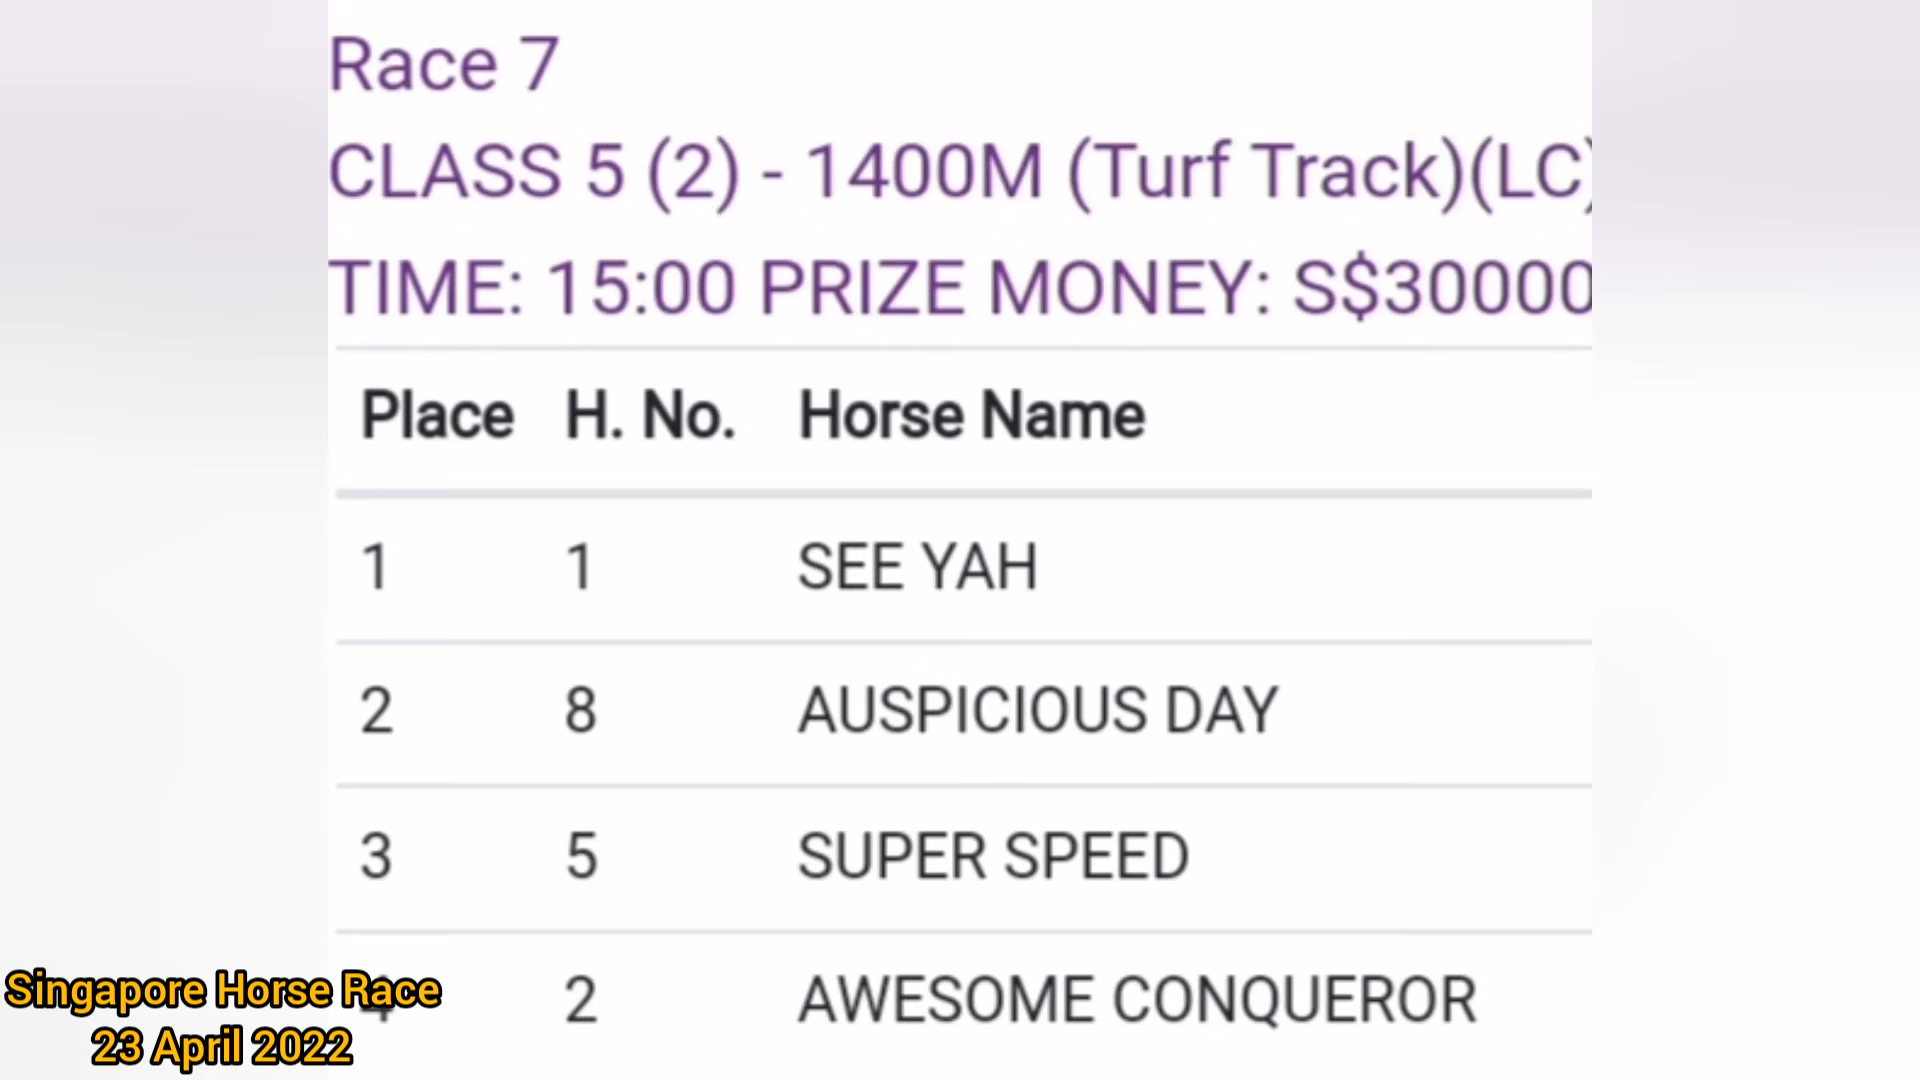 Race 7
CLASS 5 (2) - 1400M (Turf Track)(LC)
TIME: 15:00 PRIZE MONEY: S$30000
Place H. No. Horse Name
1 1 SEE YAH
2 8 AUSPICIOUS DAY
3 5 SUPER SPEED
4 2 AWESOME CONQUEROR
Singapore Horse Race
23 April 2022